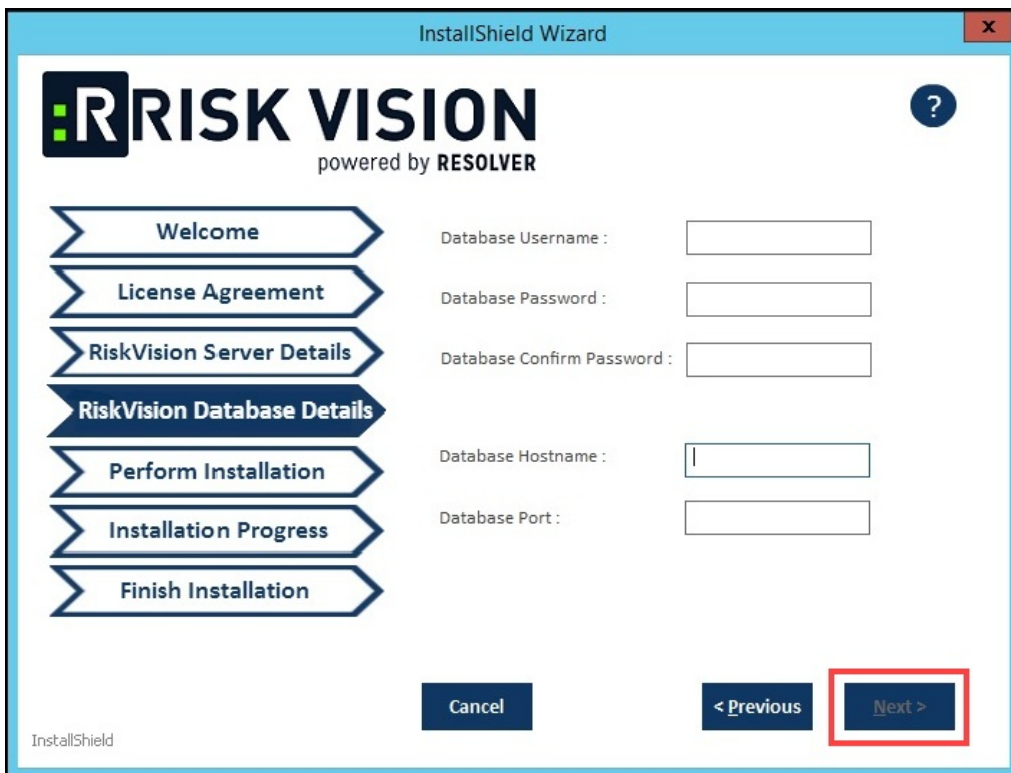 InstallShield Wizard
x
:R RISK VISION
powered by RESOLVER
?
Welcome
License Agreement
RiskVision Server Details
RiskVision Database Details
Perform Installation
Installation Progress
Finish Installation
Database Username :
Database Password :
Database Confirm Password :
Database Hostname :
Database Port :
Cancel
< Previous
Next >
InstallShield